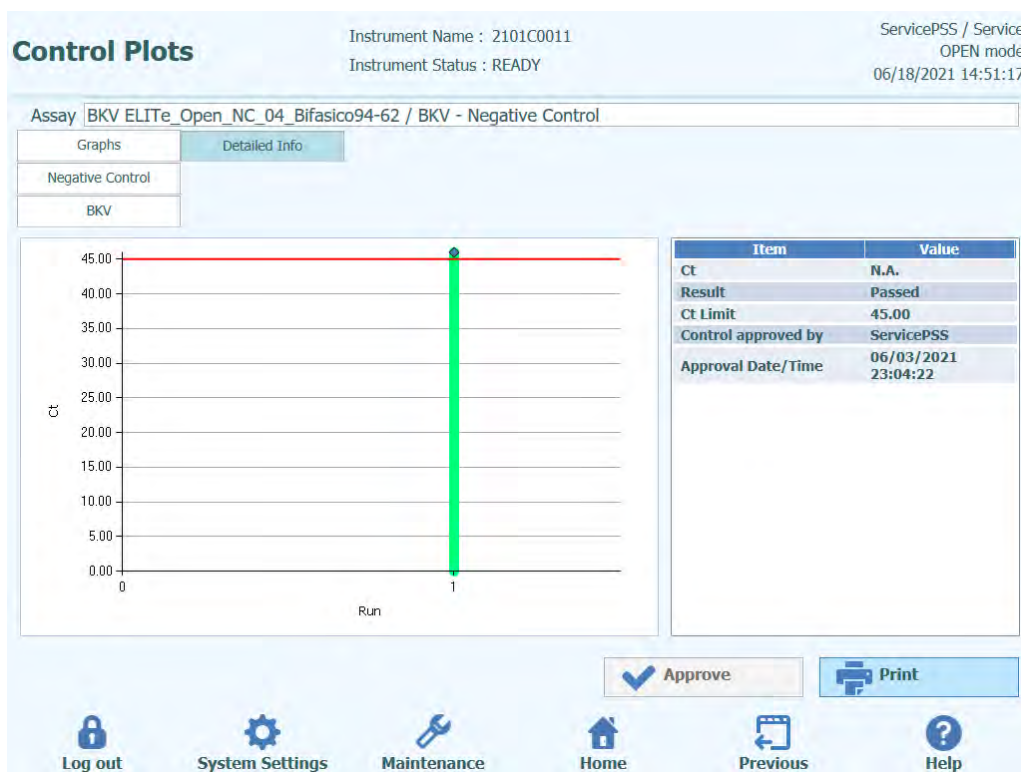 Control Plots
Instrument Name : 2101C0011
Instrument Status : READY
ServicePSS / Service
OPEN mode
06/18/2021 14:51:17
Assay BKV ELITe_Open_NC_04_Bifasico94-62 / BKV - Negative Control
Graphs
Detailed Info
Negative Control
BKV
45.00
40.00
35.00
30.00
25.00
20.00
15.00
10.00
5.00
0.00
Ct
0 1
Run
Item Value
Ct N.A.
Result Passed
Ct Limit 45.00
Control approved by ServicePSS
Approval Date/Time 06/03/2021
23:04:22
Approve
Print
Log out
System Settings
Maintenance
Home
Previous
Help